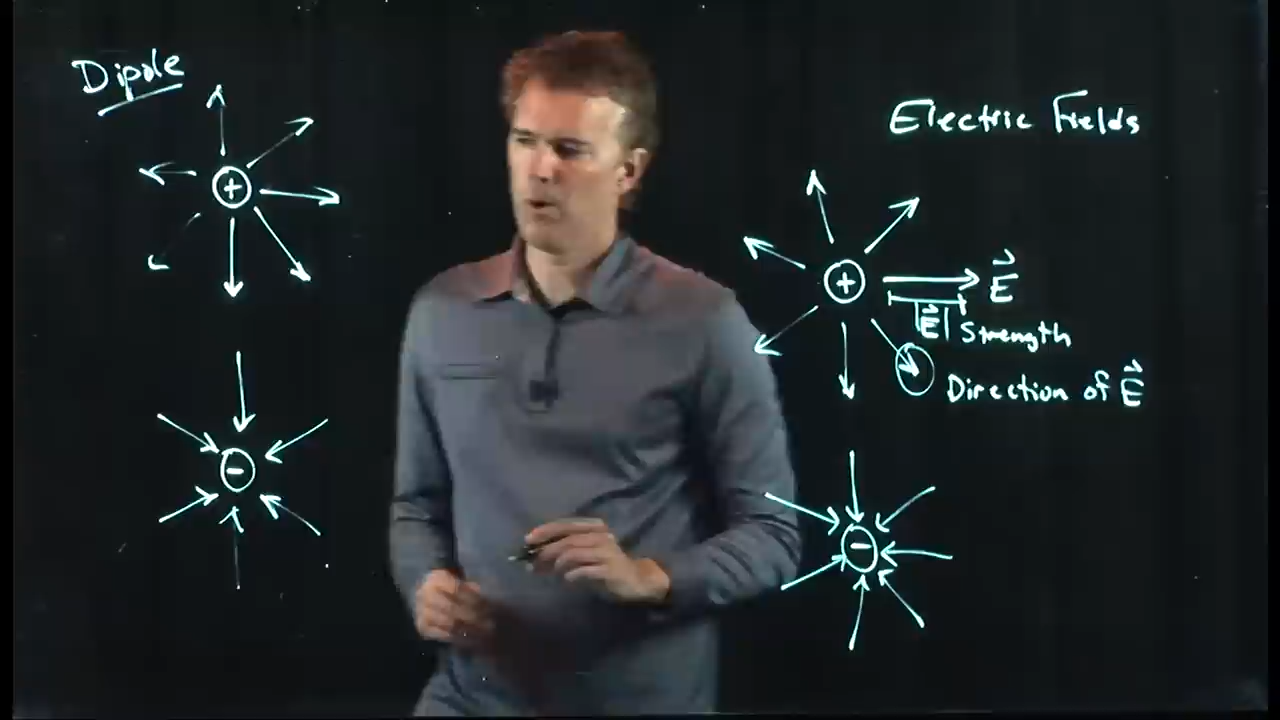 Dipole
+
-
Electric Fields
+
E⃗
|E⃗| Strength
Direction of E⃗
-